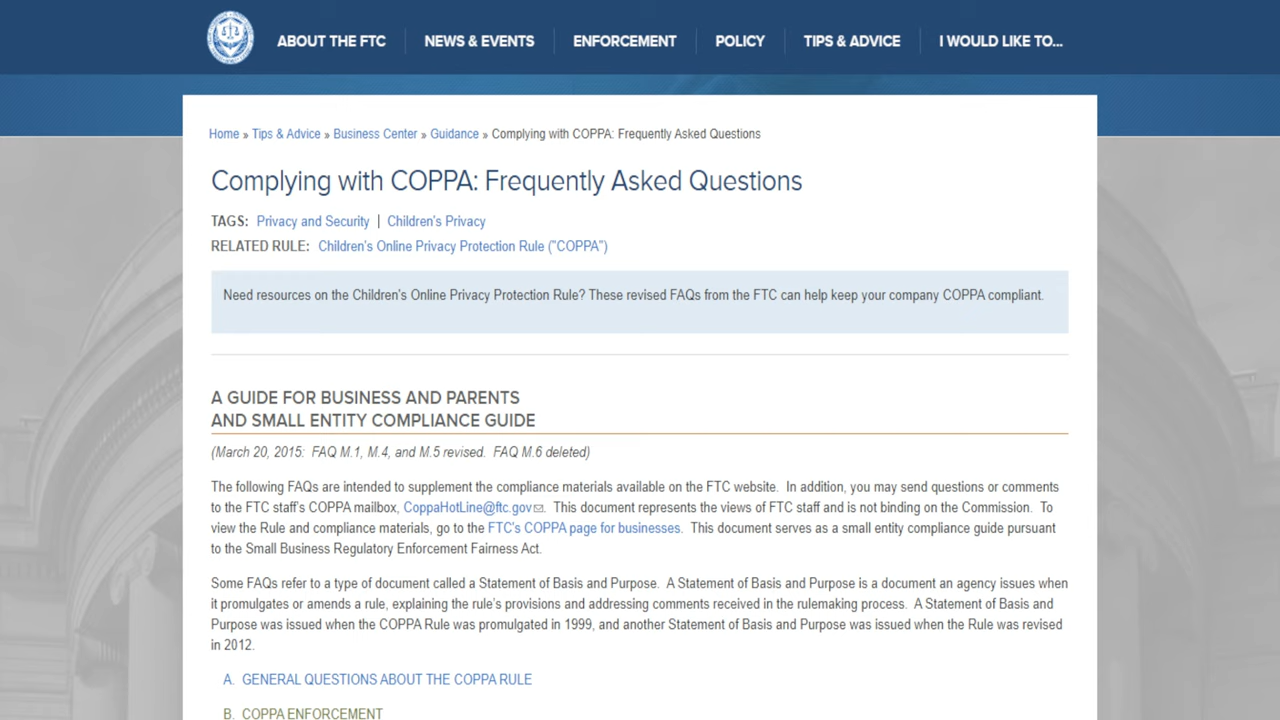 ABOUT THE FTC NEWS & EVENTS ENFORCEMENT POLICY TIPS & ADVICE I WOULD LIKE TO...
Home » Tips & Advice » Business Center » Guidance » Complying with COPPA: Frequently Asked Questions
Complying with COPPA: Frequently Asked Questions
TAGS: Privacy and Security | Children's Privacy
RELATED RULE: Children's Online Privacy Protection Rule ("COPPA")
Need resources on the Children's Online Privacy Protection Rule? These revised FAQs from the FTC can help keep your company COPPA compliant.
A GUIDE FOR BUSINESS AND PARENTS
AND SMALL ENTITY COMPLIANCE GUIDE
(March 20, 2015: FAQ M.1, M.4, and M.5 revised. FAQ M.6 deleted)
The following FAQs are intended to supplement the compliance materials available on the FTC website. In addition, you may send questions or comments
to the FTC staff's COPPA mailbox, CoppaHotLine@ftc.gov. This document represents the views of FTC staff and is not binding on the Commission. To
view the Rule and compliance materials, go to the FTC's COPPA page for businesses. This document serves as a small entity compliance guide pursuant
to the Small Business Regulatory Enforcement Fairness Act.
Some FAQs refer to a type of document called a Statement of Basis and Purpose. A Statement of Basis and Purpose is a document an agency issues when
it promulgates or amends a rule, explaining the rule's provisions and addressing comments received in the rulemaking process. A Statement of Basis and
Purpose was issued when the COPPA Rule was promulgated in 1999, and another Statement of Basis and Purpose was issued when the Rule was revised
in 2012.
A. GENERAL QUESTIONS ABOUT THE COPPA RULE
B. COPPA ENFORCEMENT